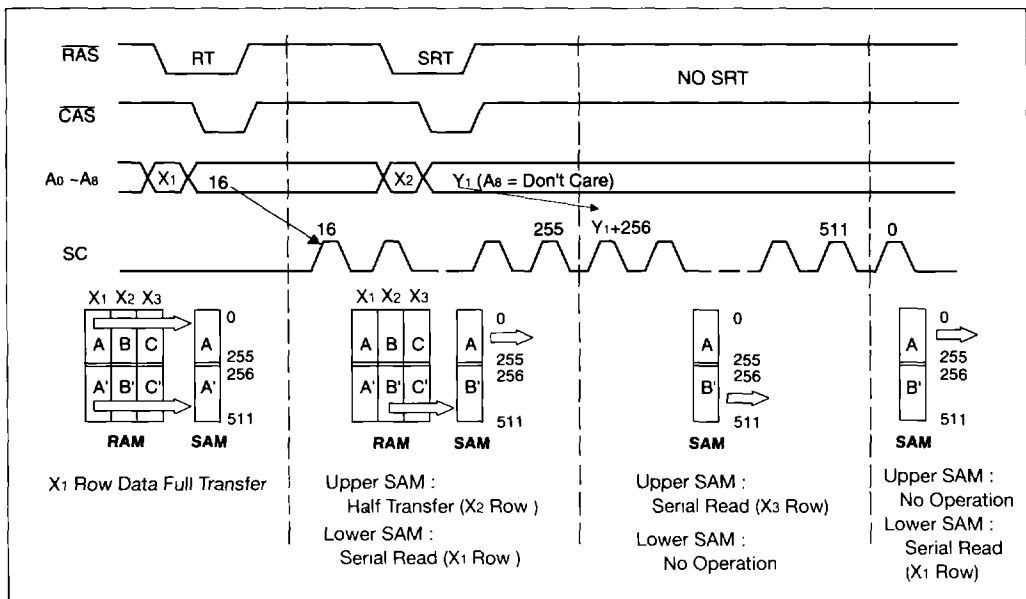 RAS RT SRT NO SRT
CAS
A0 ~A8 X1 16 X2 Y1 (A8 = Don't Care)
SC 16 255 Y1+256 511 0
X1 X2 X3
A B C
A' B' C'
RAM
A
A'
0
255
256
511
SAM
X1 X2 X3
A B C
A' B' C'
RAM
A
B'
0
255
256
511
SAM
A
B'
0
255
256
511
SAM
A
B'
0
255
256
511
SAM
X1 Row Data Full Transfer
Upper SAM :
Half Transfer (X2 Row )
Lower SAM :
Serial Read (X1 Row )
Upper SAM :
Serial Read (X3 Row)
Lower SAM :
No Operation
Upper SAM :
No Operation
Lower SAM :
Serial Read
(X1 Row)